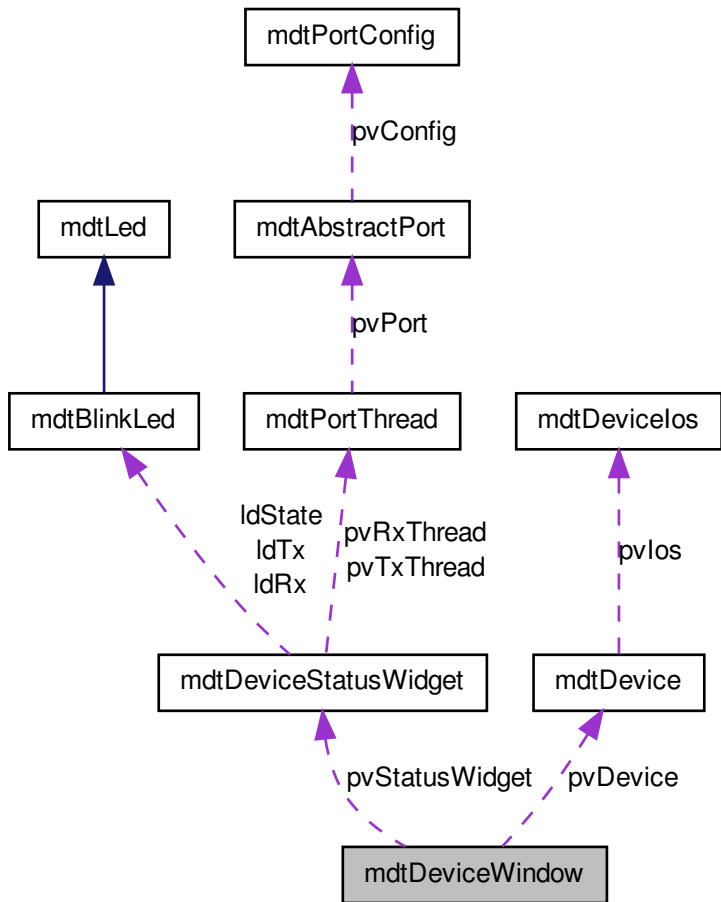 mdtPortConfig
pvConfig
mdtLed
mdtAbstractPort
pvPort
mdtBlinkLed
mdtPortThread
mdtDeviceIos
ldState
ldTx
ldRx
pvRxThread
pvTxThread
pvIos
mdtDeviceStatusWidget
mdtDevice
pvStatusWidget
pvDevice
mdtDeviceWindow